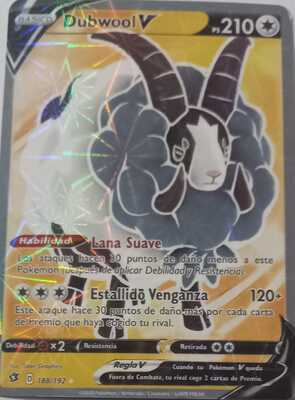 BÁSICO Dubwool V PS 210
Habilidad Lana Suave
Los ataques hacen 30 puntos de daño menos a este
Pokémon (después de aplicar Debilidad y Resistencia).
Estallido Venganza 120+
Este ataque hace 30 puntos de daño más por cada
carta de Premio que haya cogido tu rival.
Debilidad ×2 Resistencia Retirada
Regla V Cuando tu Pokémon V queda
Fuera de Combate, tu rival coge 2 cartas de Premio.
D 188/192